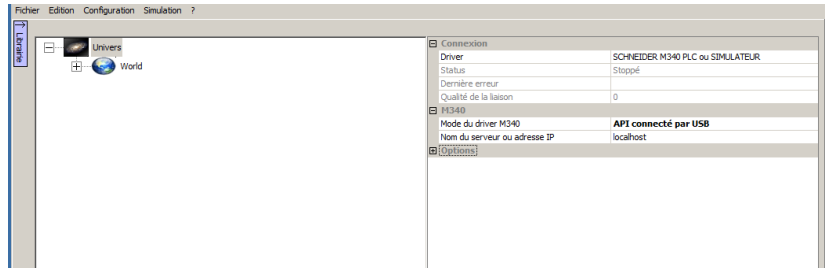 Fichier Edition Configuration Simulation ?
Librairie
Univers
World
Connexion
Driver SCHNEIDER M340 PLC ou SIMULATEUR
Status Stoppé
Dernière erreur
Qualité de la liaison 0
M340
Mode du driver M340 API connecté par USB
Nom du serveur ou adresse IP localhost
Options